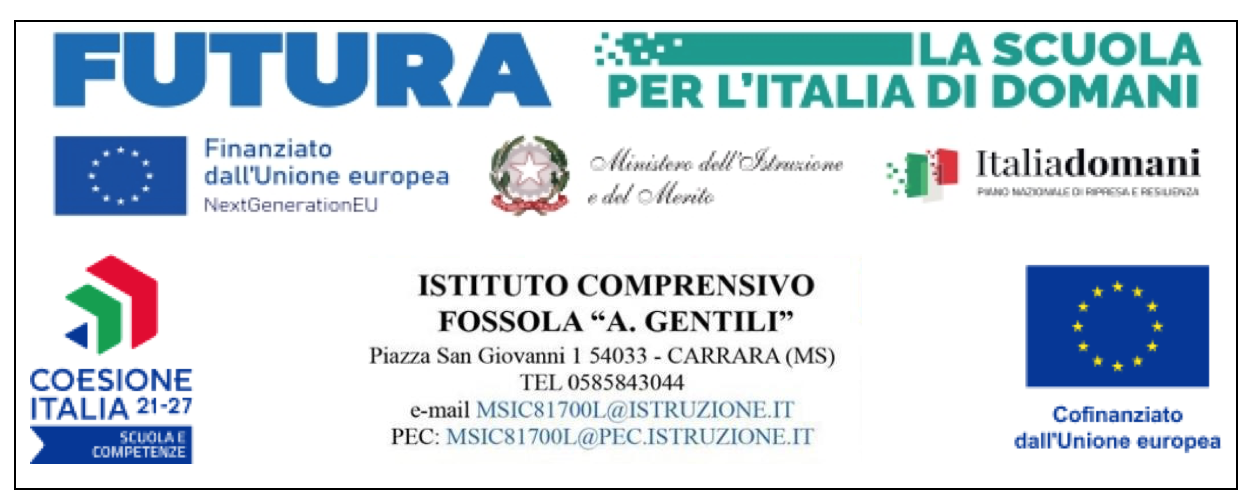 FUTURA
LA SCUOLA
PER L'ITALIA DI DOMANI
Finanziato
dall'Unione europea
NextGenerationEU
Ministero dell'Istruzione
e del Merito
Italiadomani
PIANO NAZIONALE DI RIPRESA E RESILIENZA
COESIONE
ITALIA 21-27
SCUOLA E
COMPETENZE
ISTITUTO COMPRENSIVO
FOSSOLA “A. GENTILI”
Piazza San Giovanni 1 54033 - CARRARA (MS)
TEL 0585843044
e-mail MSIC81700L@ISTRUZIONE.IT
PEC: MSIC81700L@PEC.ISTRUZIONE.IT
Cofinanziato
dall'Unione europea